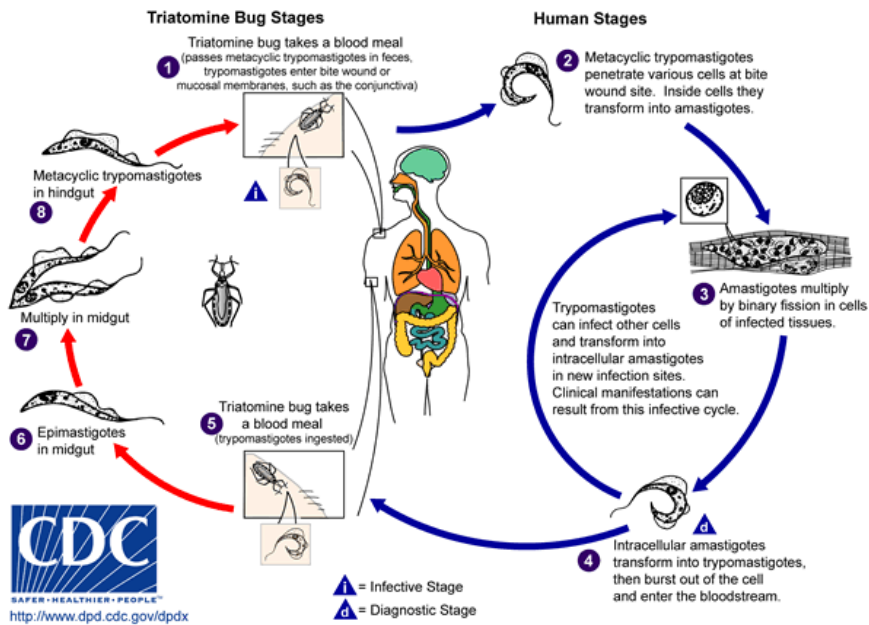 Triatomine Bug Stages
Human Stages
Triatomine bug takes a blood meal
(passes metacyclic trypomastigotes in feces,
trypomastigotes enter bite wound or
mucosal membranes, such as the conjunctiva)
1
i
2
Metacyclic trypomastigotes
penetrate various cells at bite
wound site. Inside cells they
transform into amastigotes.
3
Amastigotes multiply
by binary fission in cells
of infected tissues.
Trypomastigotes
can infect other cells
and transform into
intracellular amastigotes
in new infection sites.
Clinical manifestations can
result from this infective cycle.
d
4
Intracellular amastigotes
transform into trypomastigotes,
then burst out of the cell
and enter the bloodstream.
5
Triatomine bug takes
a blood meal
(trypomastigotes ingested)
6
Epimastigotes
in midgut
Multiply in midgut
7
Metacyclic trypomastigotes
in hindgut
8
CDC
SAFER·HEALTHIER·PEOPLE™
http://www.dpd.cdc.gov/dpdx
i = Infective Stage
d = Diagnostic Stage